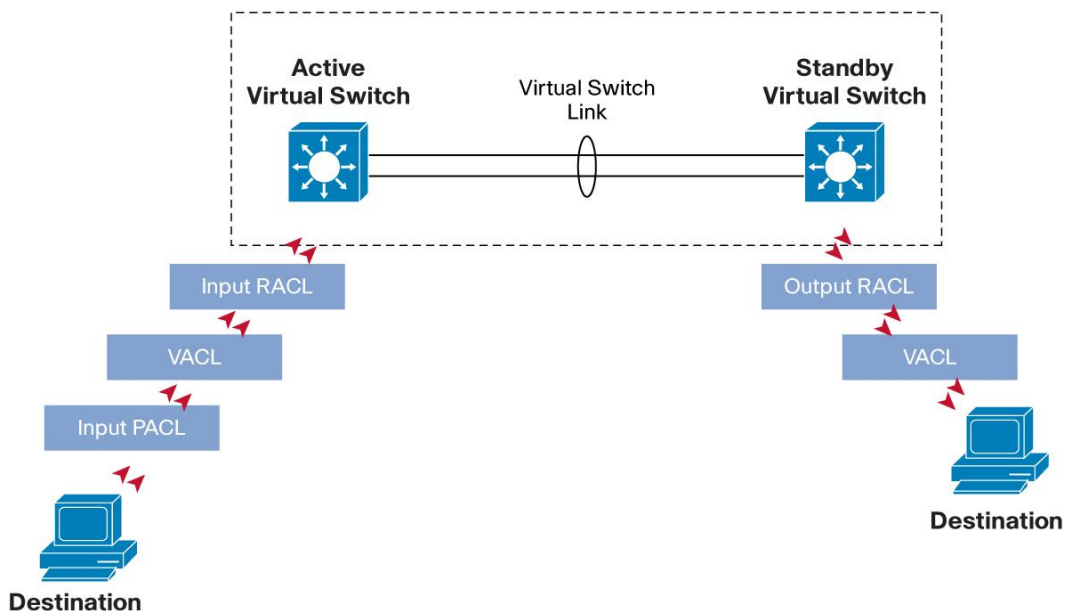 Active
Virtual Switch
Virtual Switch
Link
Standby
Virtual Switch
Input RACL
Output RACL
VACL
VACL
Input PACL
Destination
Destination